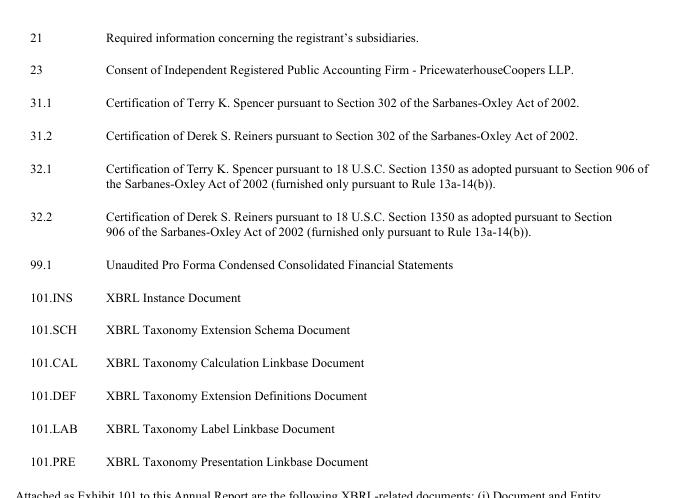 21 Required information concerning the registrant’s subsidiaries.
23 Consent of Independent Registered Public Accounting Firm - PricewaterhouseCoopers LLP.
31.1 Certification of Terry K. Spencer pursuant to Section 302 of the Sarbanes-Oxley Act of 2002.
31.2 Certification of Derek S. Reiners pursuant to Section 302 of the Sarbanes-Oxley Act of 2002.
32.1 Certification of Terry K. Spencer pursuant to 18 U.S.C. Section 1350 as adopted pursuant to Section 906 of
the Sarbanes-Oxley Act of 2002 (furnished only pursuant to Rule 13a-14(b)).
32.2 Certification of Derek S. Reiners pursuant to 18 U.S.C. Section 1350 as adopted pursuant to Section
906 of the Sarbanes-Oxley Act of 2002 (furnished only pursuant to Rule 13a-14(b)).
99.1 Unaudited Pro Forma Condensed Consolidated Financial Statements
101.INS XBRL Instance Document
101.SCH XBRL Taxonomy Extension Schema Document
101.CAL XBRL Taxonomy Calculation Linkbase Document
101.DEF XBRL Taxonomy Extension Definitions Document
101.LAB XBRL Taxonomy Label Linkbase Document
101.PRE XBRL Taxonomy Presentation Linkbase Document
Attached as Exhibit 101 to this Annual Report are the following XBRL-related documents: (i) Document and Entity